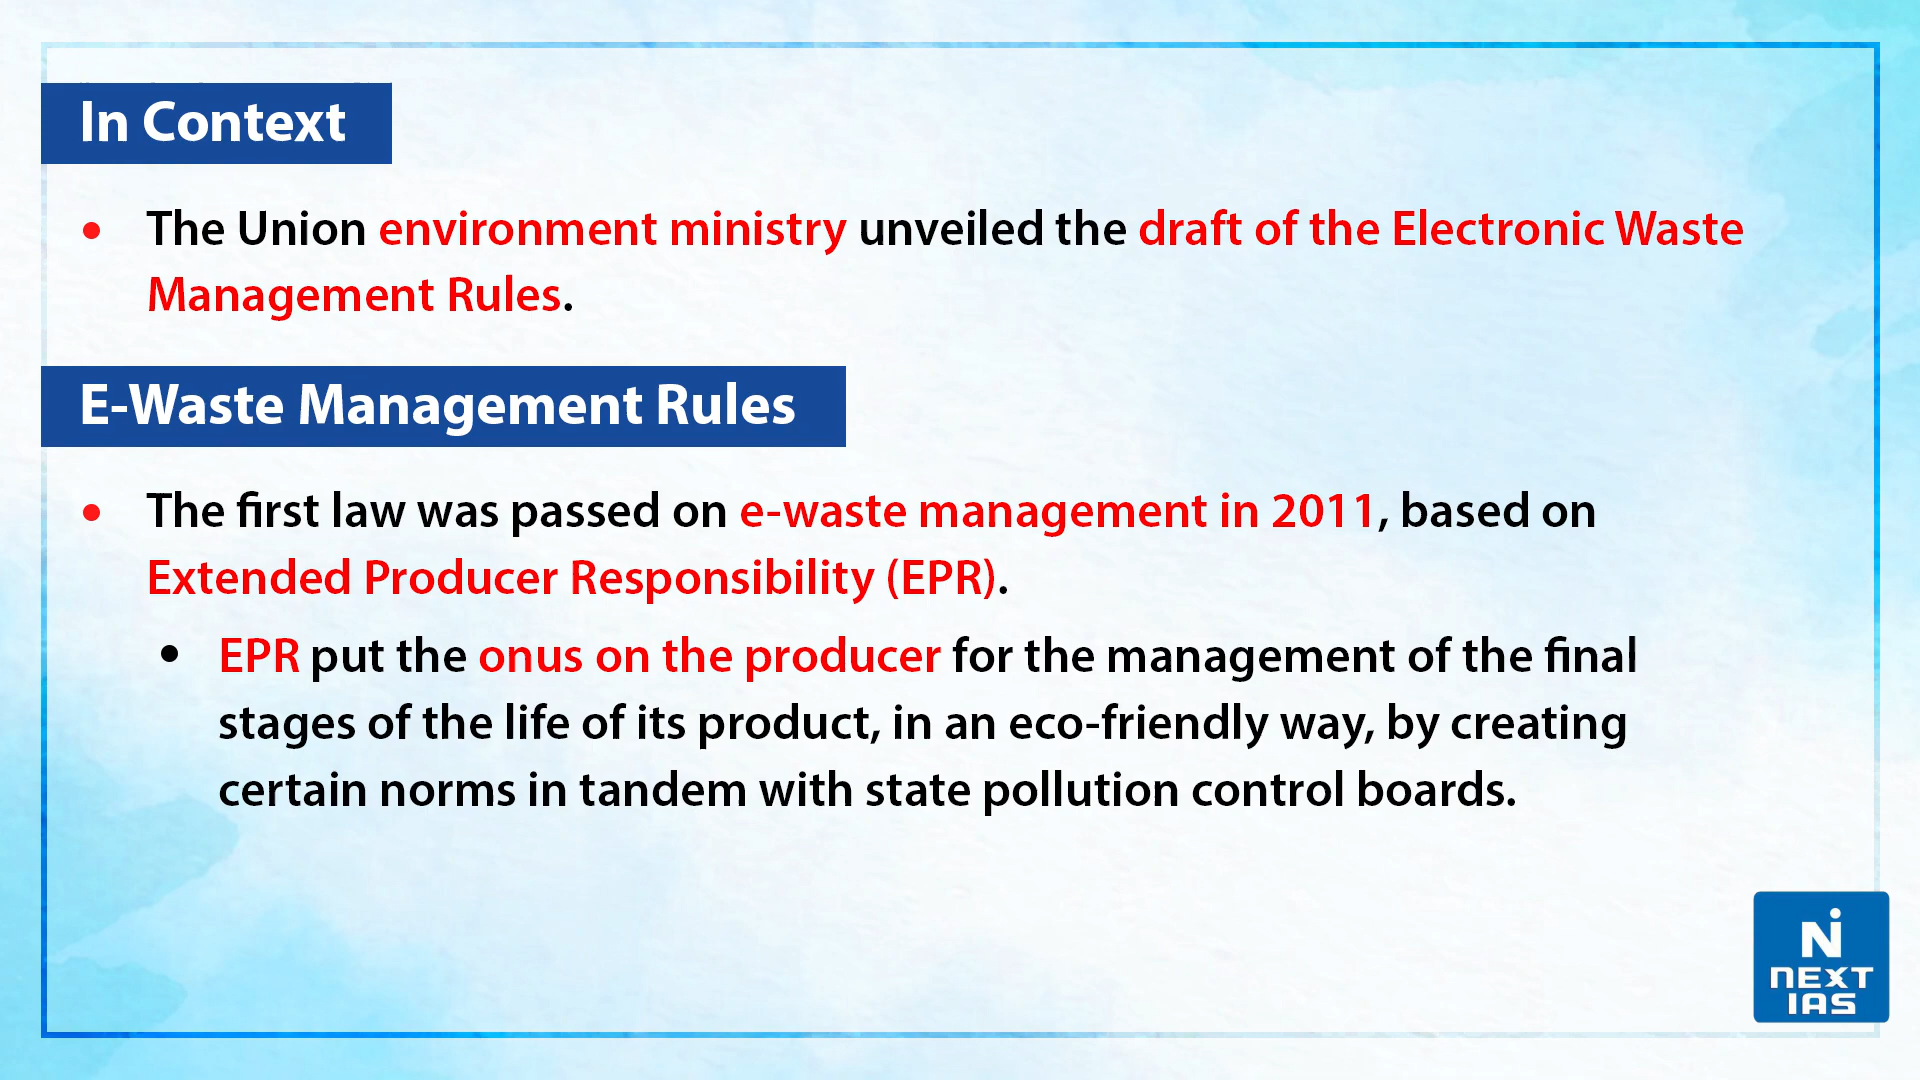 In Context
• The Union environment ministry unveiled the draft of the Electronic Waste
Management Rules.
E-Waste Management Rules
• The first law was passed on e-waste management in 2011, based on
Extended Producer Responsibility (EPR).
• EPR put the onus on the producer for the management of the final
stages of the life of its product, in an eco-friendly way, by creating
certain norms in tandem with state pollution control boards.
N
NEXT
IAS